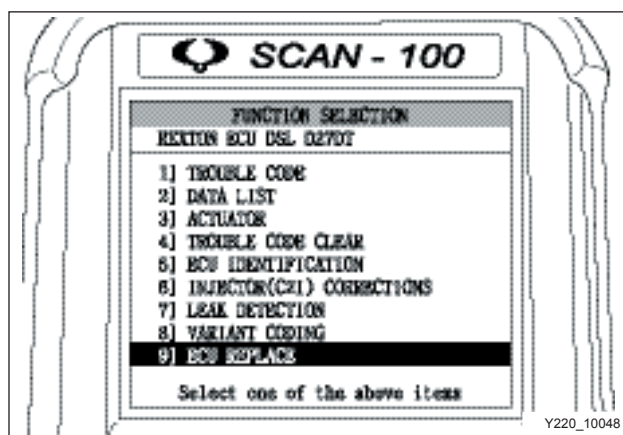 SCAN - 100
FUNCTION SELECTION
REXTON ECU DSL D27DT
1] TROUBLE CODE
2] DATA LIST
3] ACTUATOR
4] TROUBLE CODE CLEAR
5] ECU IDENTIFICATION
6] INJECTOR(C2I) CORRECTIONS
7] LEAK DETECTION
8] VARIANT CODING
9] ECU REPLACE
Select one of the above items
Y220_10048